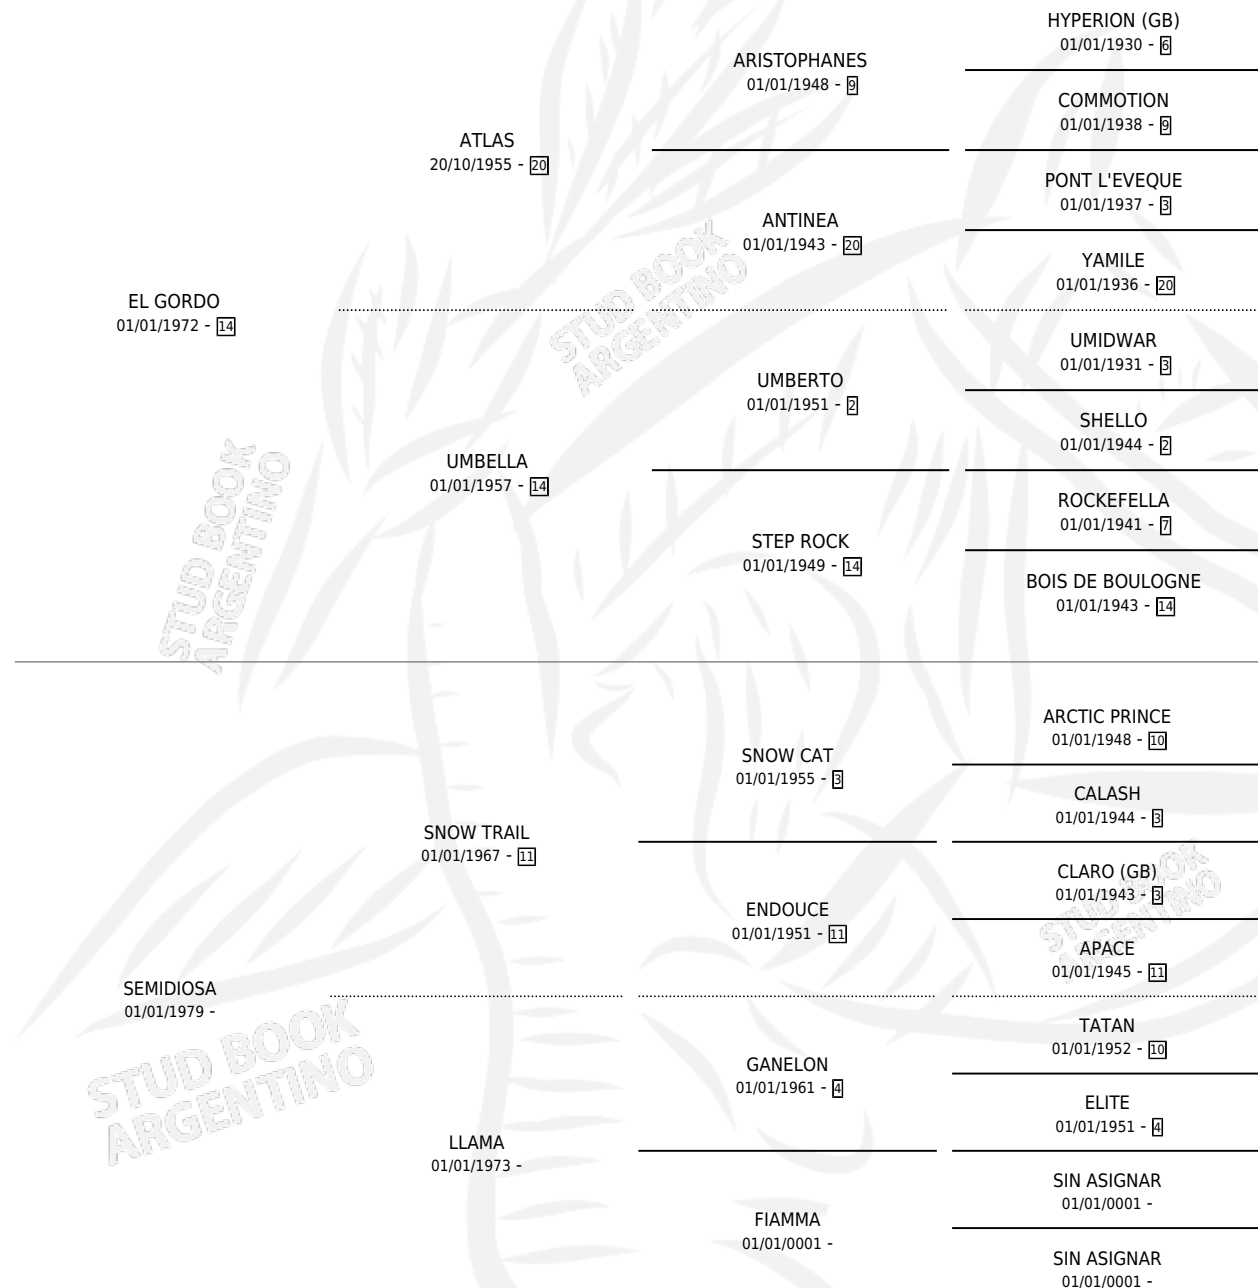 HYPERION (GB)
01/01/1930 - 6
ARISTOPHANES
01/01/1948 - 9
COMMOTION
01/01/1938 - 9
ATLAS
20/10/1955 - 20
PONT L'EVEQUE
01/01/1937 - 3
ANTINEA
01/01/1943 - 20
YAMILE
01/01/1936 - 20
EL GORDO
01/01/1972 - 14
UMIDWAR
01/01/1931 - 3
UMBERTO
01/01/1951 - 2
SHELLO
01/01/1944 - 2
UMBELLA
01/01/1957 - 14
ROCKEFELLA
01/01/1941 - 7
STEP ROCK
01/01/1949 - 14
BOIS DE BOULOGNE
01/01/1943 - 14
ARCTIC PRINCE
01/01/1948 - 10
SNOW CAT
01/01/1955 - 3
CALASH
01/01/1944 - 3
SNOW TRAIL
01/01/1967 - 11
CLARO (GB)
01/01/1943 - 3
ENDOUCE
01/01/1951 - 11
APACE
01/01/1945 - 11
SEMIDIOSA
01/01/1979 -
TATAN
01/01/1952 - 10
GANELON
01/01/1961 - 4
ELITE
01/01/1951 - 4
LLAMA
01/01/1973 -
SIN ASIGNAR
01/01/0001 -
FIAMMA
01/01/0001 -
SIN ASIGNAR
01/01/0001 -
STUD BOOK
ARGENTINO
STUD BOOK
ARGENTINO
STUD BOOK
ARGENTINO
STUD BOOK
ARGENTINO